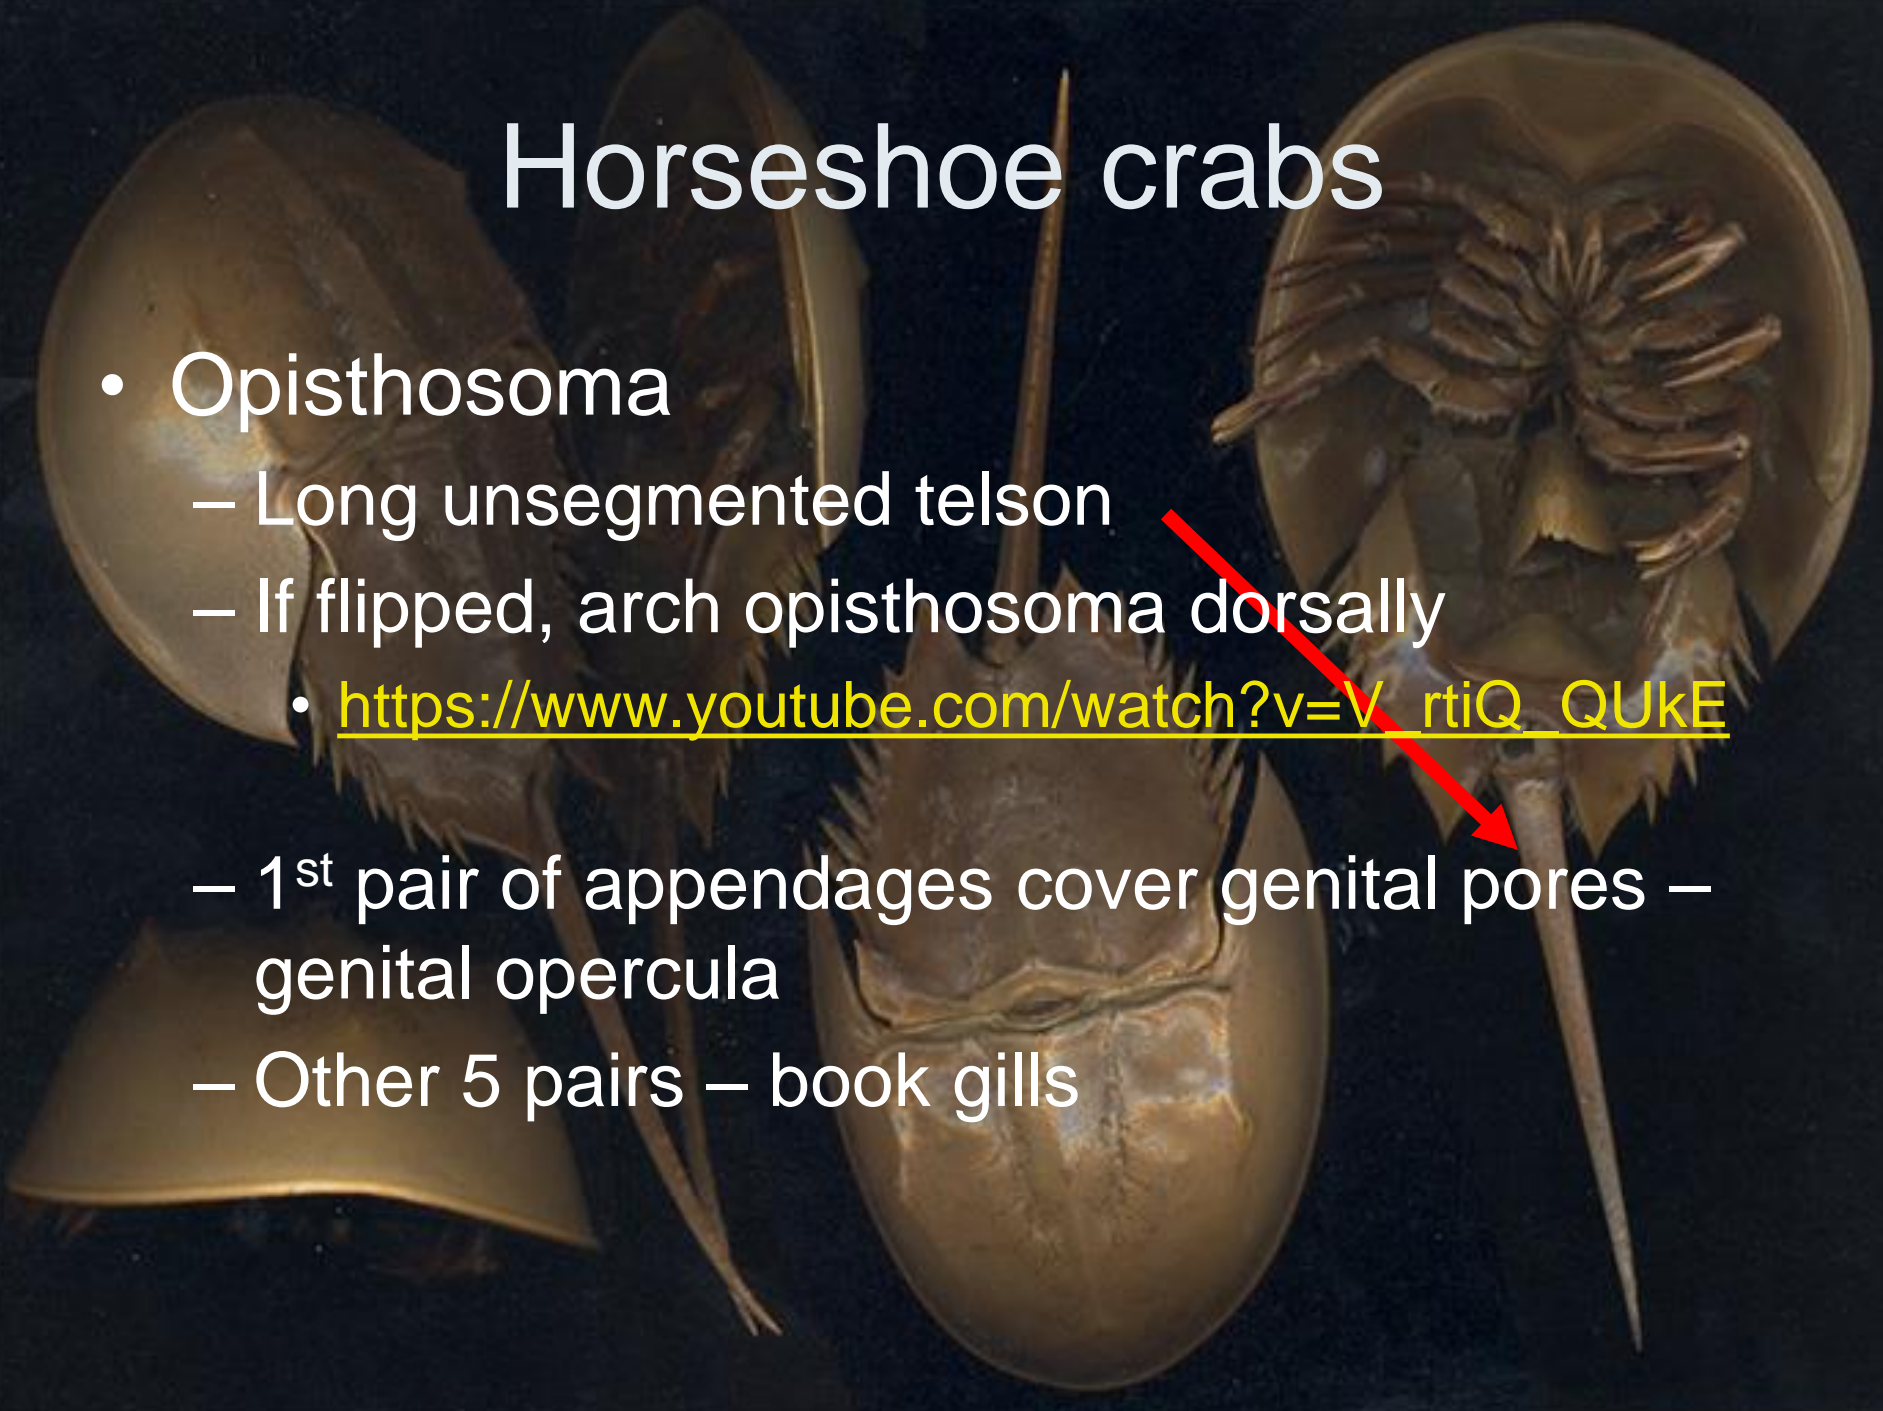 Horseshoe crabs
• Opisthosoma
– Long unsegmented telson
– If flipped, arch opisthosoma dorsally
• https://www.youtube.com/watch?v=V_rtiQ_QUkE
– 1st pair of appendages cover genital pores –
genital opercula
– Other 5 pairs – book gills